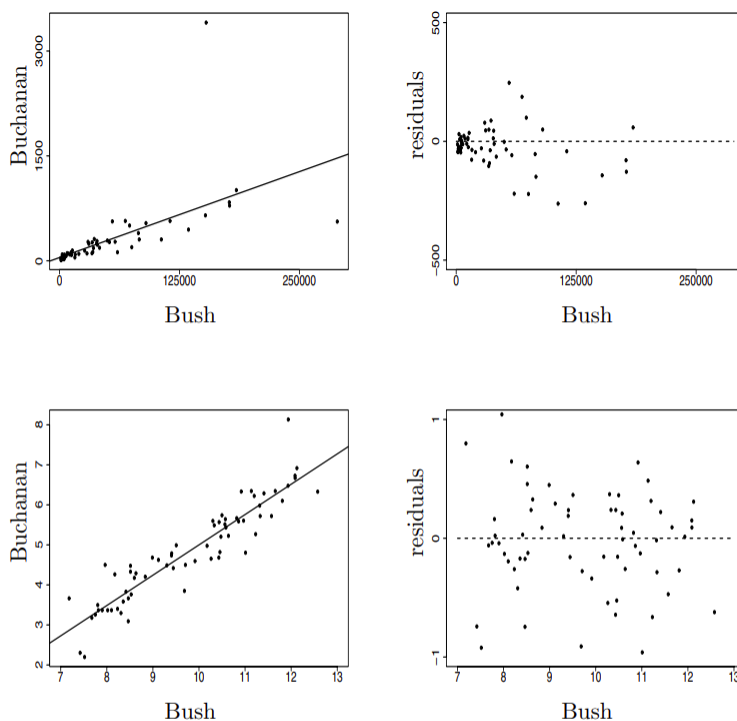 Buchanan
0 1500 3000
0 125000 250000
Bush
residuals
−500 0 500
0 125000 250000
Bush
Buchanan
2 3 4 5 6 7 8
7 8 9 10 11 12 13
Bush
residuals
−1 0 1
7 8 9 10 11 12 13
Bush